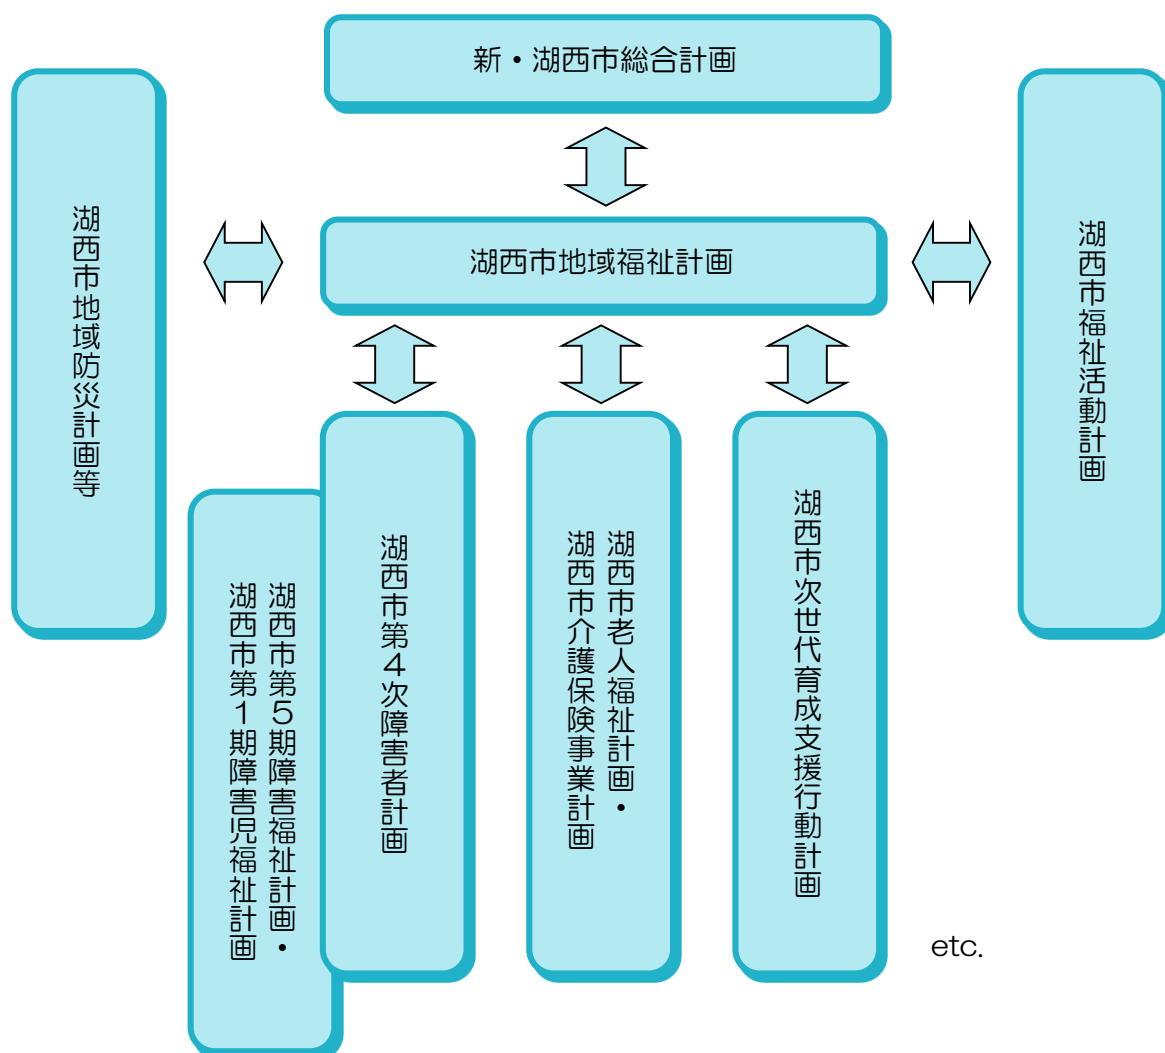 新・湖西市総合計画
湖西市地域防災計画等
湖西市地域福祉計画
湖西市福祉活動計画
湖西市第５期障害福祉計画・
湖西市第１期障害児福祉計画
湖西市第４次障害者計画
湖西市老人福祉計画・
湖西市介護保険事業計画
湖西市次世代育成支援行動計画
etc.